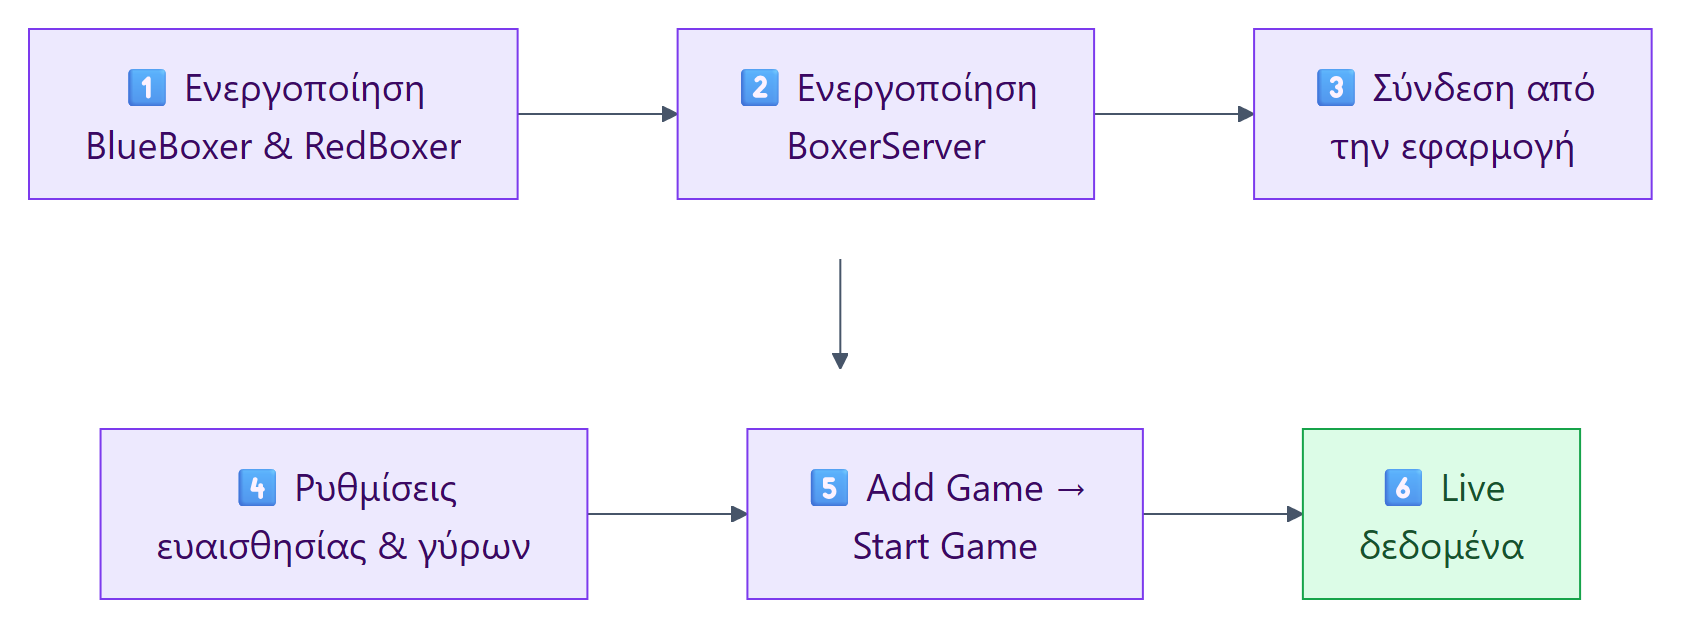 1️⃣ Ενεργοποίηση
BlueBoxer & RedBoxer
2️⃣ Ενεργοποίηση
BoxerServer
3️⃣ Σύνδεση από
την εφαρμογή
4️⃣ Ρυθμίσεις
ευαισθησίας & γύρων
5️⃣ Add Game →
Start Game
6️⃣ Live
δεδομένα